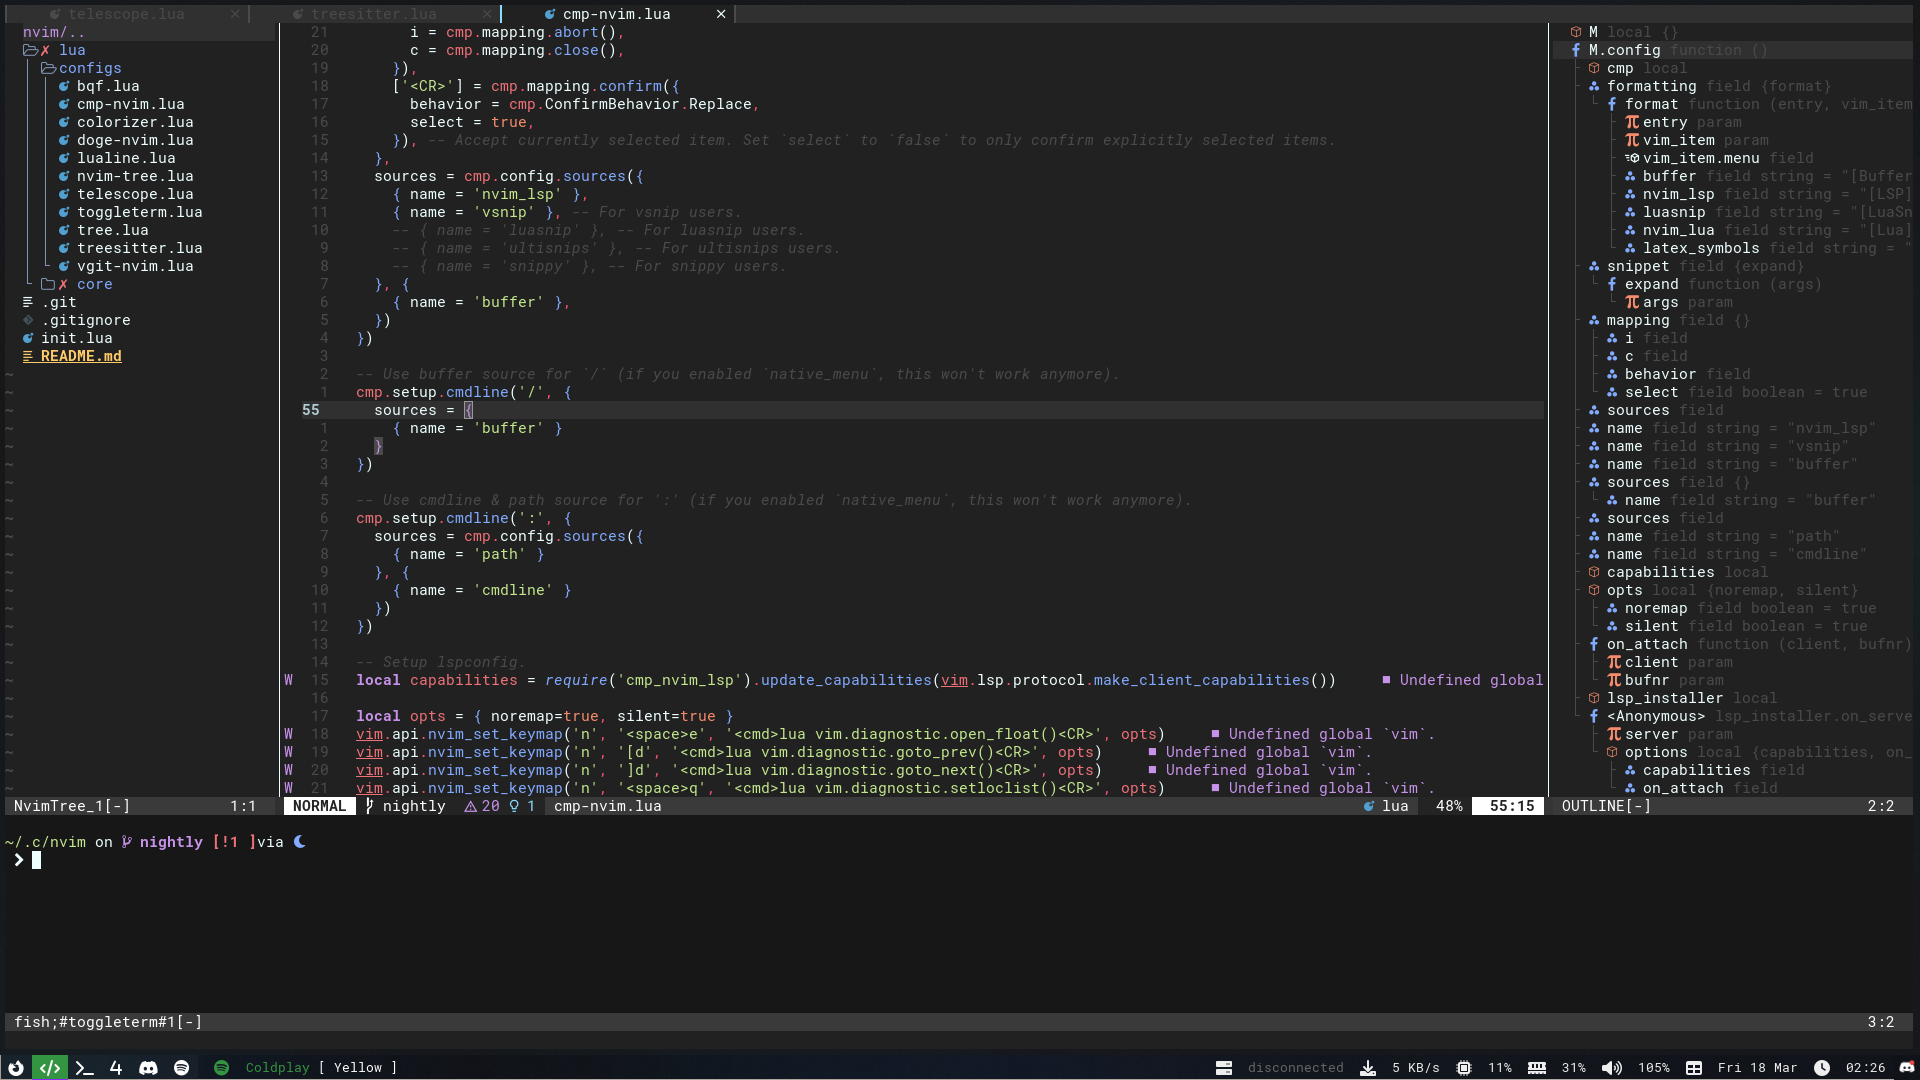 telescope.lua × treesitter.lua × cmp-nvim.lua ×
nvim/..
✗ lua
configs
bqf.lua
cmp-nvim.lua
colorizer.lua
doge-nvim.lua
lualine.lua
nvim-tree.lua
telescope.lua
toggleterm.lua
tree.lua
treesitter.lua
vgit-nvim.lua
✗ core
.git
.gitignore
init.lua
README.md
NvimTree_1[-] 1:1
21 i = cmp.mapping.abort(),
20 c = cmp.mapping.close(),
19 }),
18 ['<CR>'] = cmp.mapping.confirm({
17 behavior = cmp.ConfirmBehavior.Replace,
16 select = true,
15 }), -- Accept currently selected item. Set `select` to `false` to only confirm explicitly selected items.
14 },
13 sources = cmp.config.sources({
12 { name = 'nvim_lsp' },
11 { name = 'vsnip' }, -- For vsnip users.
10 -- { name = 'luasnip' }, -- For luasnip users.
9 -- { name = 'ultisnips' }, -- For ultisnips users.
8 -- { name = 'snippy' }, -- For snippy users.
7 }, {
6 { name = 'buffer' },
5 })
4 })
3
2 -- Use buffer source for `/` (if you enabled `native_menu`, this won't work anymore).
1 cmp.setup.cmdline('/', {
55 sources = {
1 { name = 'buffer' }
2 }
3 })
4
5 -- Use cmdline & path source for ':' (if you enabled `native_menu`, this won't work anymore).
6 cmp.setup.cmdline(':', {
7 sources = cmp.config.sources({
8 { name = 'path' }
9 }, {
10 { name = 'cmdline' }
11 })
12 })
13
14 -- Setup lspconfig.
W 15 local capabilities = require('cmp_nvim_lsp').update_capabilities(vim.lsp.protocol.make_client_capabilities()) ■ Undefined global
16
17 local opts = { noremap=true, silent=true }
W 18 vim.api.nvim_set_keymap('n', '<space>e', '<cmd>lua vim.diagnostic.open_float()<CR>', opts) ■ Undefined global `vim`.
W 19 vim.api.nvim_set_keymap('n', '[d', '<cmd>lua vim.diagnostic.goto_prev()<CR>', opts) ■ Undefined global `vim`.
W 20 vim.api.nvim_set_keymap('n', ']d', '<cmd>lua vim.diagnostic.goto_next()<CR>', opts) ■ Undefined global `vim`.
W 21 vim.api.nvim_set_keymap('n', '<space>q', '<cmd>lua vim.diagnostic.setloclist()<CR>', opts) ■ Undefined global `vim`.
NORMAL nightly 20 1 cmp-nvim.lua lua 48% 55:15
M local {}
M.config function ()
cmp local
formatting field {format}
format function (entry, vim_item
entry param
vim_item param
vim_item.menu field
buffer field string = "[Buffer
nvim_lsp field string = "[LSP]
luasnip field string = "[LuaSn
nvim_lua field string = "[Lua]
latex_symbols field string = "
snippet field {expand}
expand function (args)
args param
mapping field {}
i field
c field
behavior field
select field boolean = true
sources field
name field string = "nvim_lsp"
name field string = "vsnip"
name field string = "buffer"
sources field {}
name field string = "buffer"
sources field
name field string = "path"
name field string = "cmdline"
capabilities local
opts local {noremap, silent}
noremap field boolean = true
silent field boolean = true
on_attach function (client, bufnr)
client param
bufnr param
lsp_installer local
<Anonymous> lsp_installer.on_serve
server param
options local {capabilities, on_
capabilities field
on_attach field
OUTLINE[-] 2:2
~/.c/nvim on nightly [!1 ]via
❯
fish;#toggleterm#1[-] 3:2
</> 4 Coldplay [ Yellow ] disconnected 5 KB/s 11% 31% 105% Fri 18 Mar 02:26